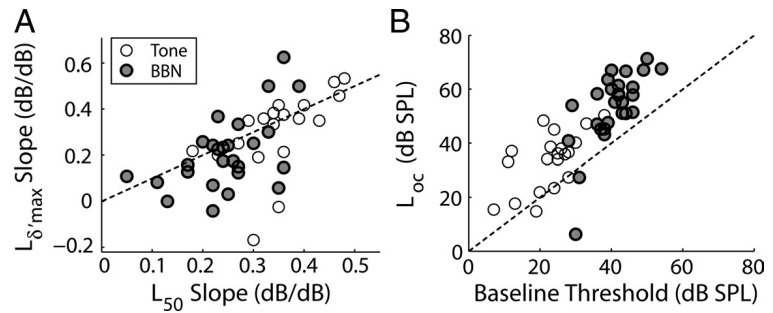 A
L δ'max Slope (dB/dB)
0.6
0.4
0.2
0
−0.2
Tone
BBN
0 0.1 0.2 0.3 0.4 0.5
L50 Slope (dB/dB)
B
Loc (dB SPL)
80
60
40
20
0
0 20 40 60 80
Baseline Threshold (dB SPL)